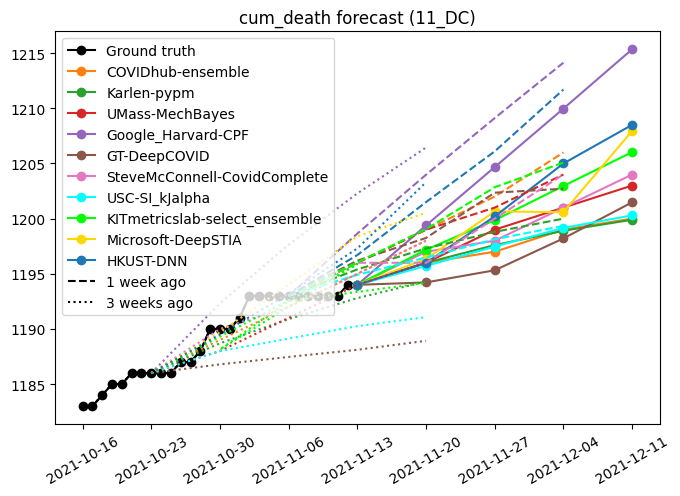 cum_death forecast (11_DC)
Ground truth
COVIDhub-ensemble
Karlen-pypm
UMass-MechBayes
Google_Harvard-CPF
GT-DeepCOVID
SteveMcConnell-CovidComplete
USC-SI_kJalpha
KITmetricslab-select_ensemble
Microsoft-DeepSTIA
HKUST-DNN
1 week ago
3 weeks ago
1215
1210
1205
1200
1195
1190
1185
2021-10-16
2021-10-23
2021-10-30
2021-11-06
2021-11-13
2021-11-20
2021-11-27
2021-12-04
2021-12-11